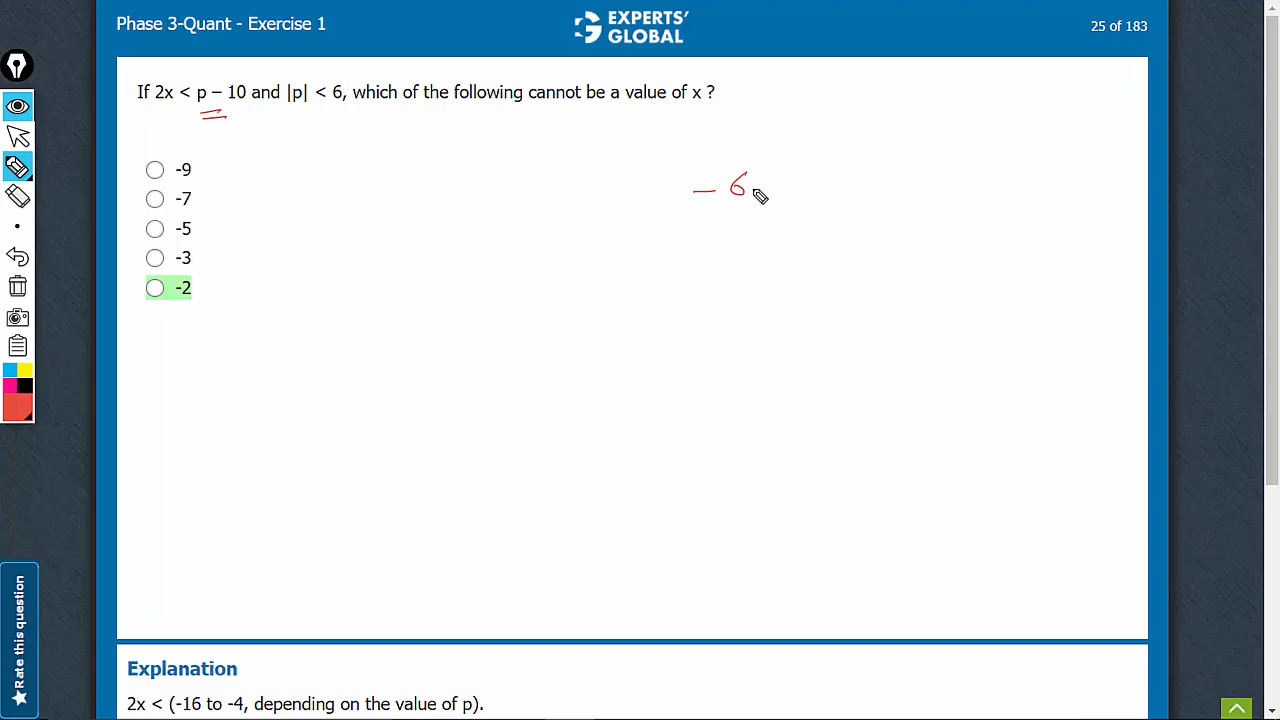 Phase 3-Quant - Exercise 1
EXPERTS'
GLOBAL
25 of 183
If 2x < p – 10 and |p| < 6, which of the following cannot be a value of x ?
-9
– 6
-7
-5
-3
-2
Rate this question
Explanation
2x < (-16 to -4, depending on the value of p).